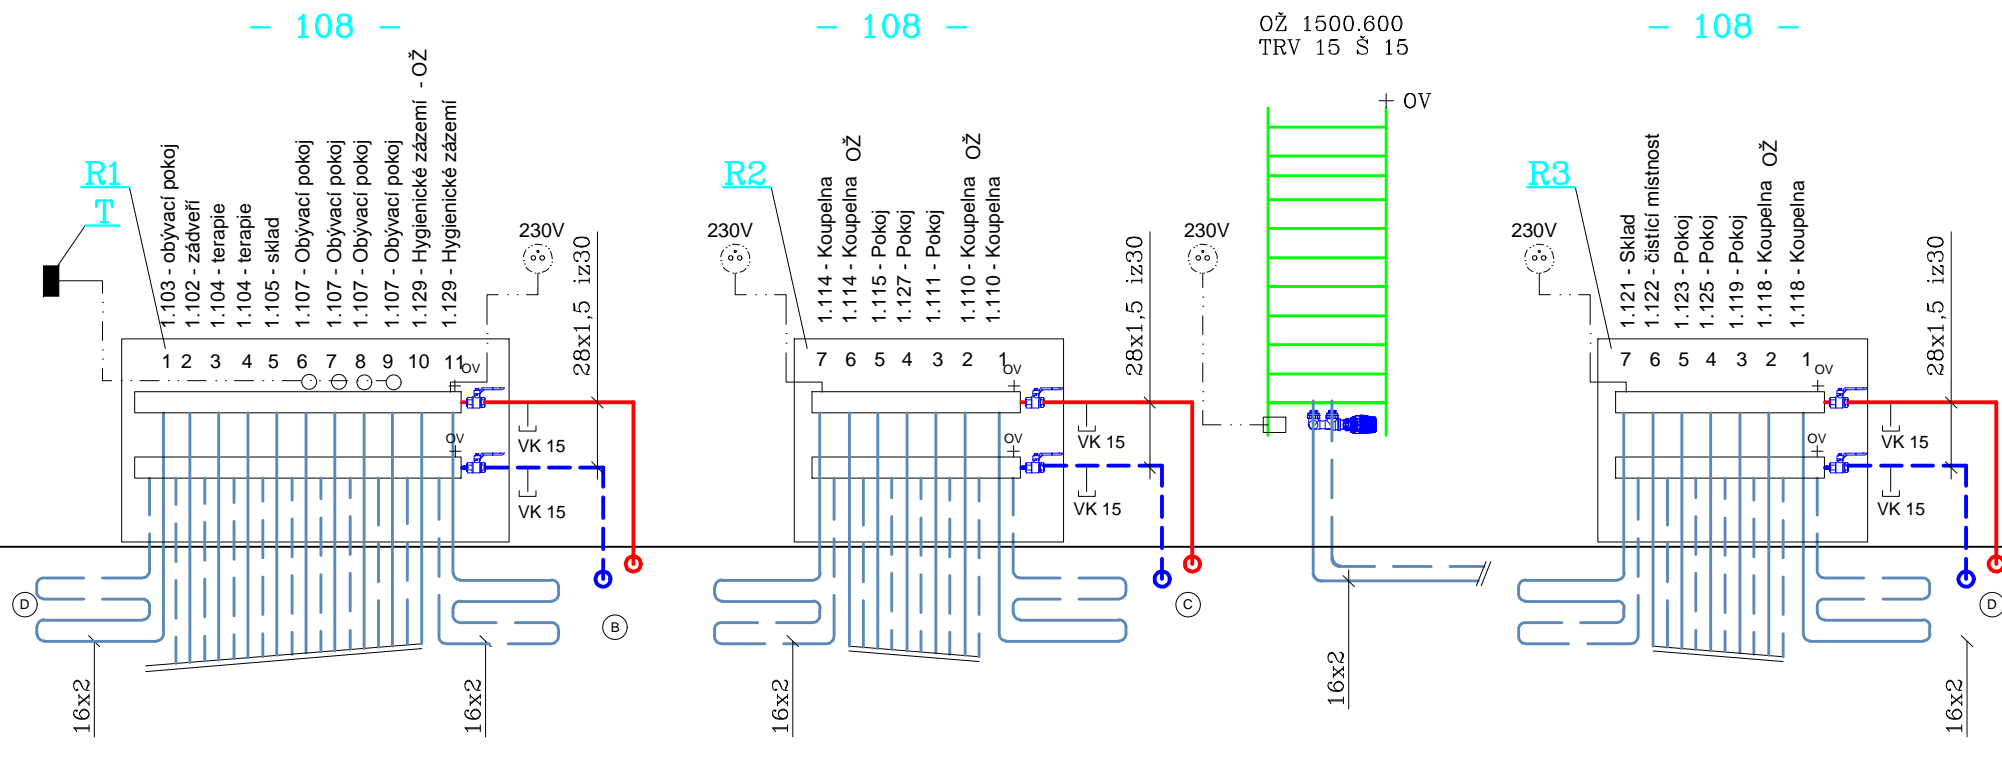 - 108 -
- 108 -
OŽ 1500.600
TRV 15 Š 15
- 108 -
OV
R1
T
1.103 - obývací pokoj
1.102 - zádveří
1.104 - terapie
1.104 - terapie
1.105 - sklad
1.107 - Obývací pokoj
1.107 - Obývací pokoj
1.107 - Obývací pokoj
1.107 - Obývací pokoj
1.129 - Hygienické zázemí - OŽ
1.129 - Hygienické zázemí
230V
28x1,5 iz30
1 2 3 4 5 6 7 8 9 10 11
OV
OV
VK 15
VK 15
D
B
16x2
16x2
R2
230V
1.114 - Koupelna
1.114 - Koupelna OŽ
1.115 - Pokoj
1.127 - Pokoj
1.111 - Pokoj
1.110 - Koupelna OŽ
1.110 - Koupelna
28x1,5 iz30
7 6 5 4 3 2 1
OV
OV
VK 15
VK 15
C
16x2
230V
16x2
R3
230V
1.121 - Sklad
1.122 - čistící místnost
1.123 - Pokoj
1.125 - Pokoj
1.119 - Pokoj
1.118 - Koupelna OŽ
1.118 - Koupelna
28x1,5 iz30
7 6 5 4 3 2 1
OV
OV
VK 15
VK 15
D
16x2